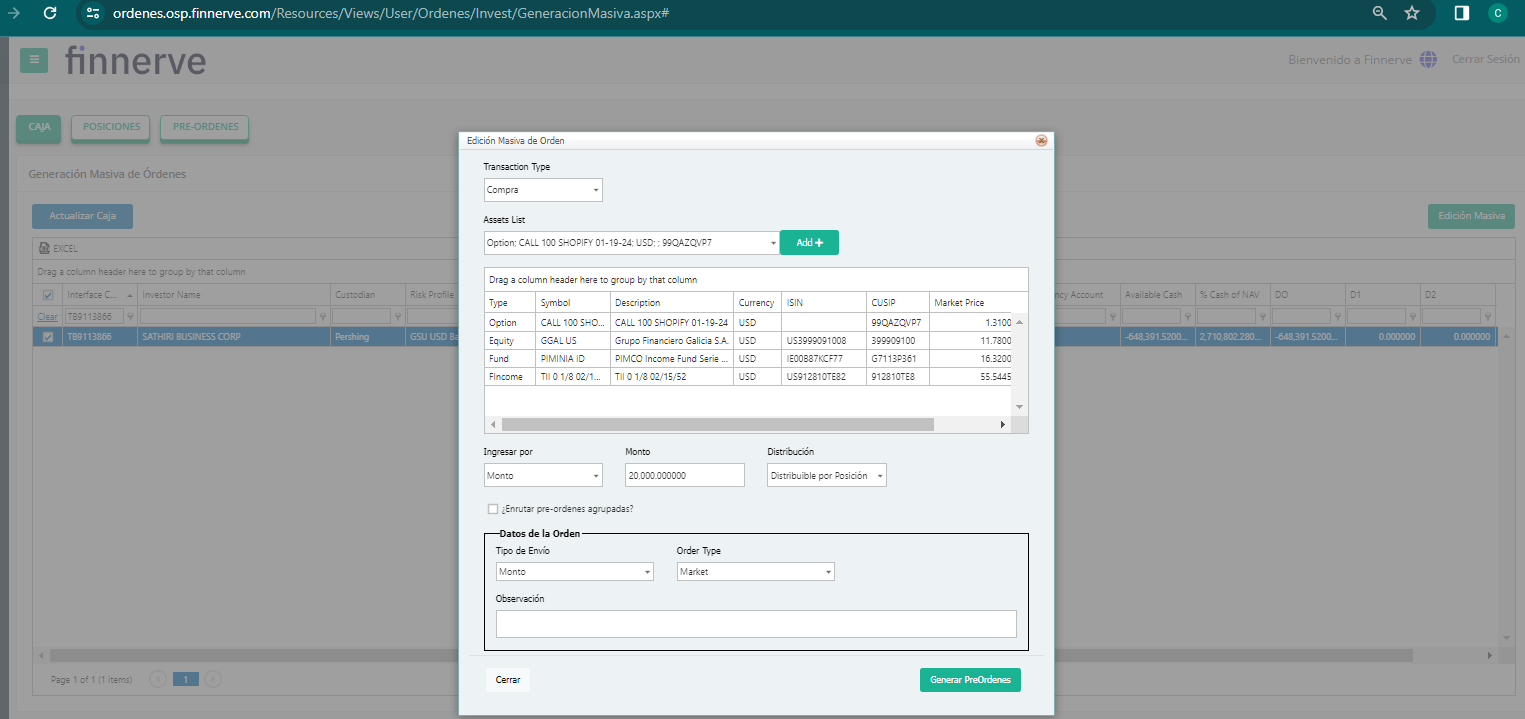 ordenes.osp.finnerve.com/Resources/Views/User/Ordenes/Invest/GeneracionMasiva.aspx#
C
finnerve
Bienvenido a Finnerve
Cerrar Sesión
CAJA
POSICIONES
PRE-ORDENES
Generación Masiva de Órdenes
Actualizar Caja
Edición Masiva
EXCEL
Drag a column header here to group by that column
Interface C... Investor Name Custodian Risk Profile cy Account Available Cash % Cash of NAV DO D1 D2
Clear TB9113866
TB9113866 SATHIRI BUSINESS CORP Pershing GSU USD Ba -648,391.5200... 2,710,802.280... -648,391.5200... 0.000000 0.000000
Page 1 of 1 (1 items) 1
Edición Masiva de Orden
Transaction Type
Compra
Assets List
Option; CALL 100 SHOPIFY 01-19-24; USD; ; 99QAZQVP7
Add +
Drag a column header here to group by that column
Type Symbol Description Currency ISIN CUSIP Market Price
Option CALL 100 SHO... CALL 100 SHOPIFY 01-19-24 USD 99QAZQVP7 1.3100
Equity GGAL US Grupo Financiero Galicia S.A. USD US3999091008 399909100 11.7800
Fund PIMINIA ID PIMCO Income Fund Serie ... USD IE00B87KCF77 G7113P361 16.3200
FIncome TII 0 1/8 02/1... TII 0 1/8 02/15/52 USD US912810TE82 912810TE8 55.5445
Ingresar por Monto Distribución
Monto 20,000.000000 Distribuible por Posición
¿Enrutar pre-ordenes agrupadas?
Datos de la Orden
Tipo de Envío Order Type
Monto Market
Observación
Cerrar
Generar PreOrdenes